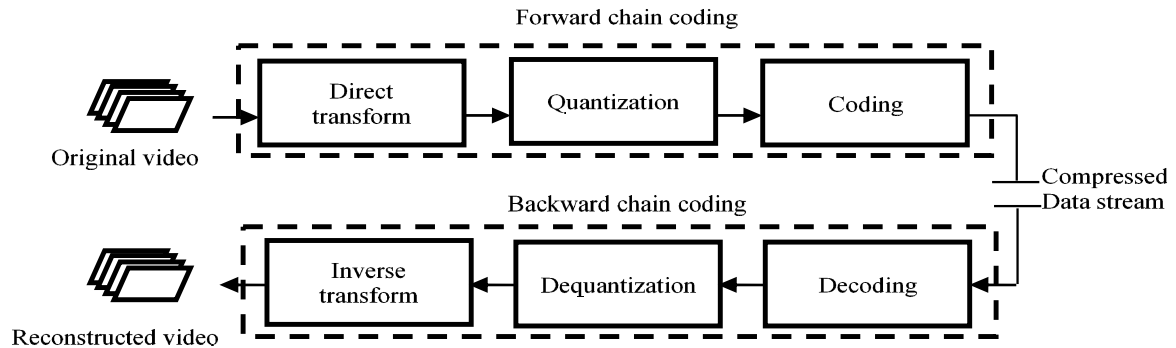 Forward chain coding
Direct
transform
Quantization
Coding
Original video
Compressed
Data stream
Backward chain coding
Inverse
transform
Dequantization
Decoding
Reconstructed video